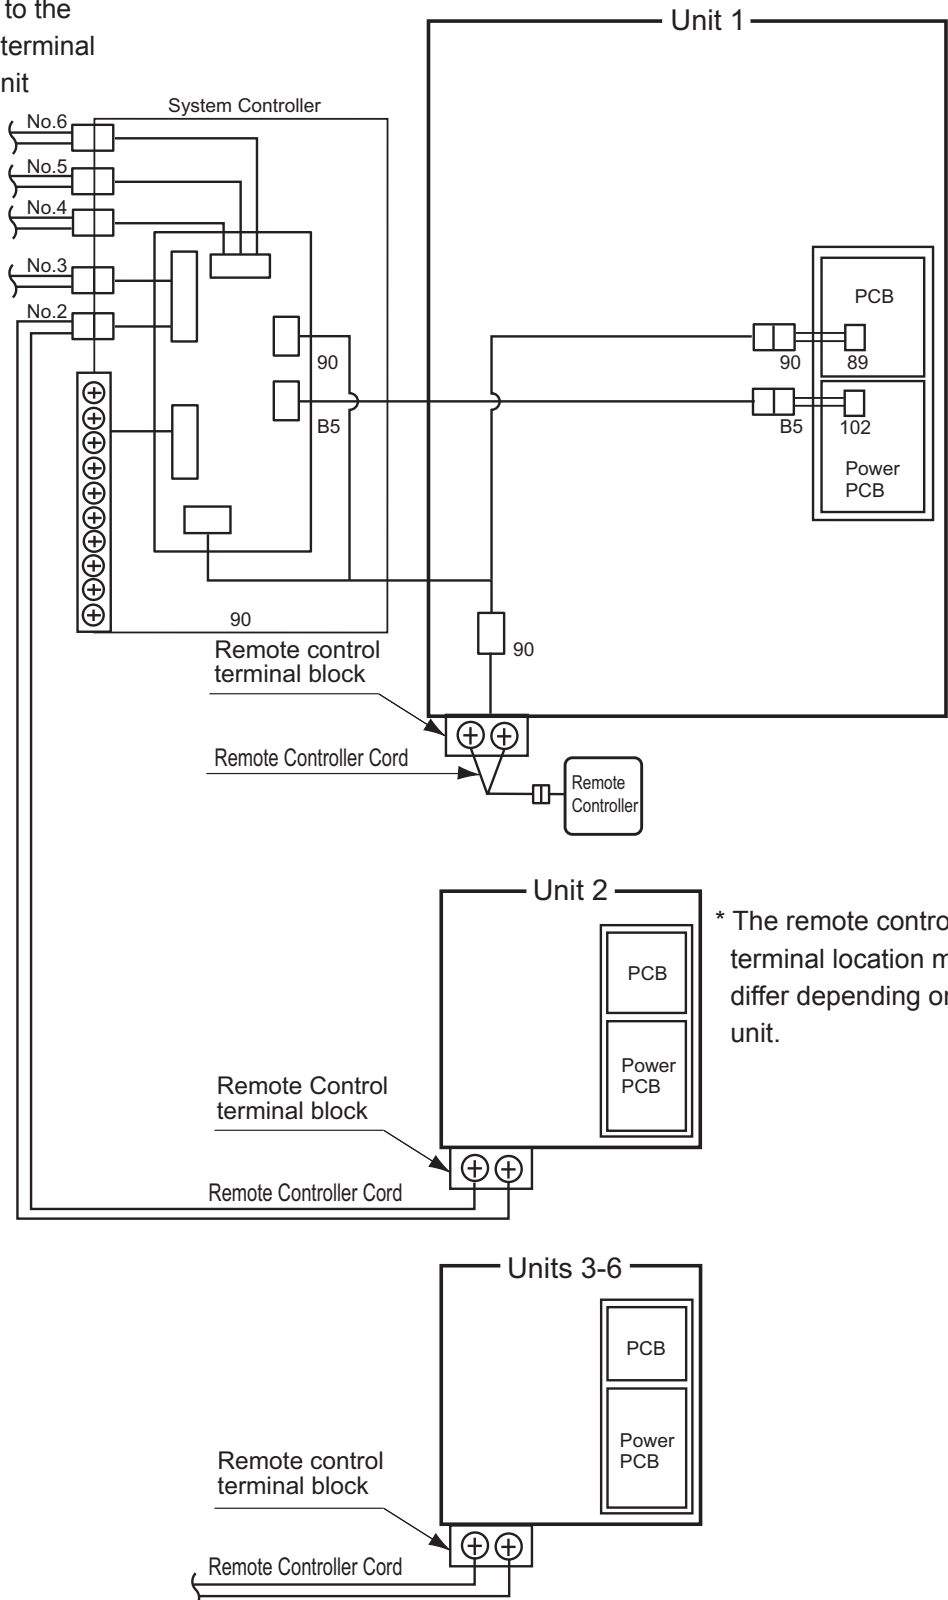 to the
terminal
nit
Unit 1
System Controller
No.6
No.5
No.4
No.3
No.2
90
B5
PCB
90
89
B5
102
Power
PCB
90
90
Remote control
terminal block
Remote Controller Cord
Remote
Controller
Unit 2
PCB
Power
PCB
* The remote contro
terminal location m
differ depending or
unit.
Remote Control
terminal block
Remote Controller Cord
Units 3-6
PCB
Power
PCB
Remote control
terminal block
Remote Controller Cord